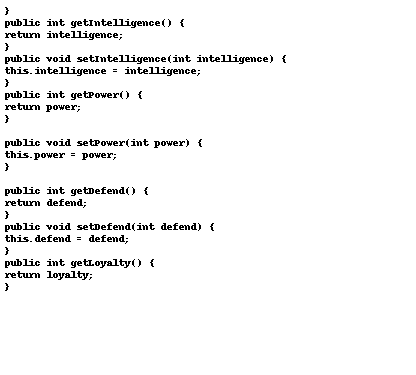 }
public int getIntelligence() {
return intelligence;
}
public void setIntelligence(int intelligence) {
this.intelligence = intelligence;
}
public int getPower() {
return power;
}
public void setPower(int power) {
this.power = power;
}
public int getDefend() {
return defend;
}
public void setDefend(int defend) {
this.defend = defend;
}
public int getLoyalty() {
return loyalty;
}